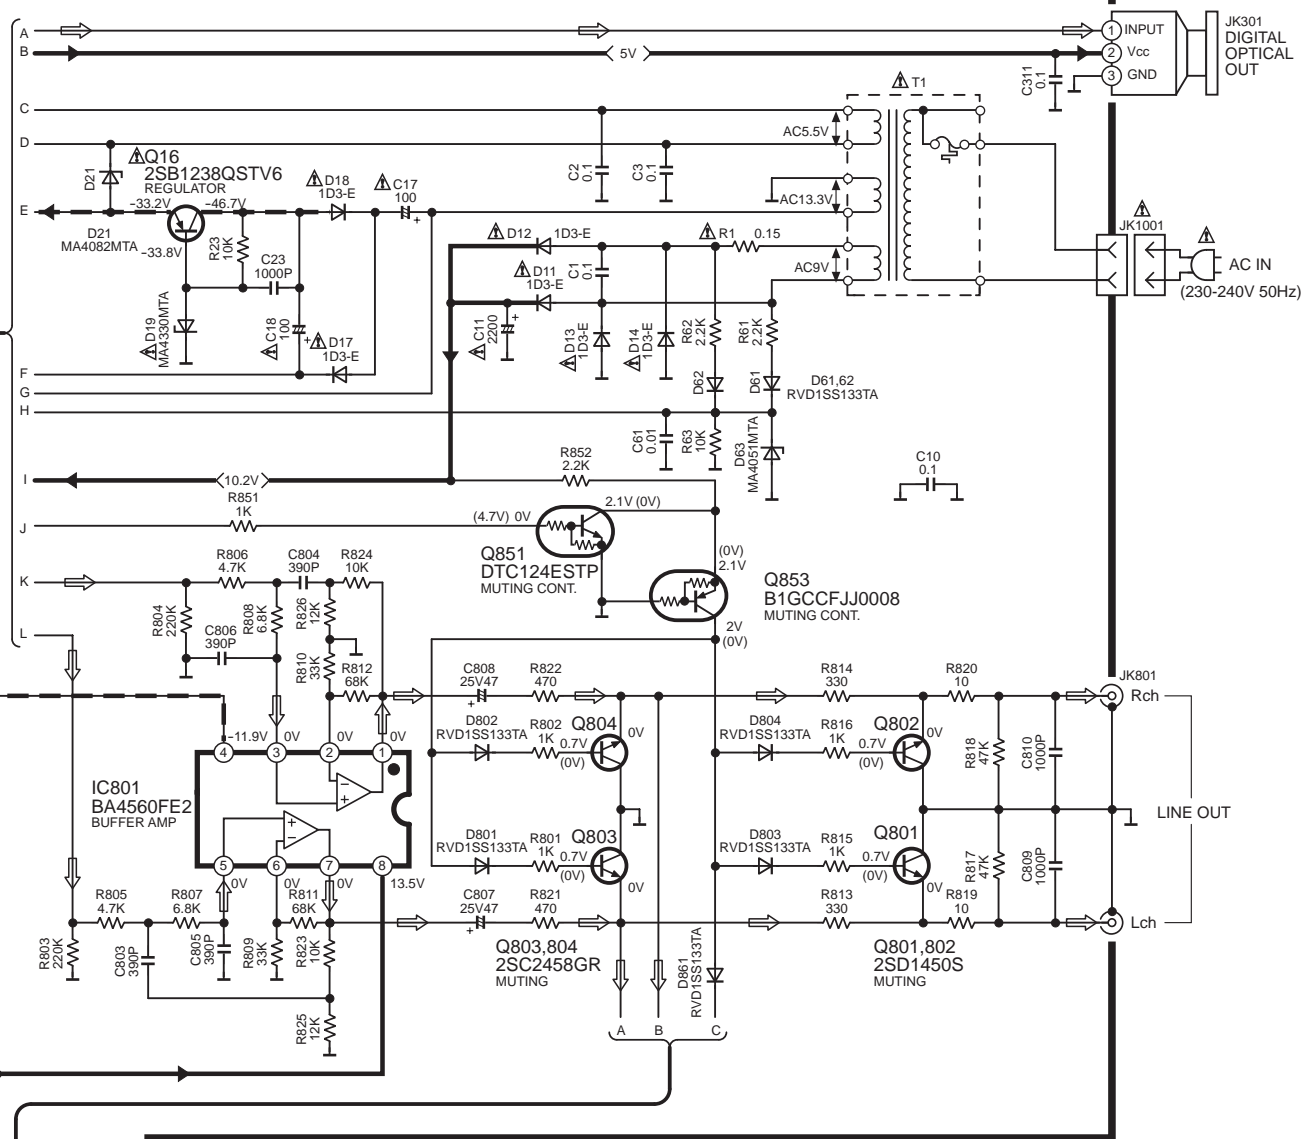 A
B
5V
1 INPUT
2 Vcc
3 GND
JK301
DIGITAL
OPTICAL
OUT
C311
0.1
C
D
T1
AC5.5V
C2
0.1
C3
0.1
D21
Q16
2SB1238QSTV6
REGULATOR
-33.2V
-46.7V
D18
1D3-E
C17
100
+
AC13.3V
E
D21
MA4082MTA
-33.8V
R23
10K
C23
1000P
D12
1D3-E
R1 0.15
D11
1D3-E
C1
0.1
AC9V
JK1001
AC IN
(230-240V 50Hz)
D19
MA4330MTA
C18
100
+
D17
1D3-E
C11
2200
+
D13
1D3-E
D14
1D3-E
R62
2.2K
R61
2.2K
F
G
H
D62
D61
D61,62
RVD1SS133TA
C61
0.01
R63
10K
D63
MA4051MTA
I
10.2V
R852
2.2K
C10
0.1
R851
1K
J
(4.7V) 0V
2.1V (0V)
Q851
DTC124ESTP
MUTING CONT.
(0V)
2.1V
Q853
B1GCCFJJ0008
MUTING CONT.
2V
(0V)
K
R806
4.7K
C804
390P
R824
10K
R804
220K
R808
6.8K
R826
12K
L
C806
390P
R810
33K
R812
68K
C808
25V47
+
R822
470
R814
330
R820
10
JK801
Rch
D802
RVD1SS133TA
R802
1K
0.7V
(0V)
Q804
0V
D804
RVD1SS133TA
R816
1K
0.7V
(0V)
Q802
0V
R818
47K
C810
1000P
-11.9V
0V
0V
0V
4
3
2
1
IC801
BA4560FE2
BUFFER AMP
−
+
+
−
LINE OUT
D801
RVD1SS133TA
R801
1K
0.7V
(0V)
Q803
0V
D803
RVD1SS133TA
R815
1K
0.7V
(0V)
Q801
0V
R817
47K
C809
1000P
5
6
7
8
0V
0V
0V
13.5V
R805
4.7K
R807
6.8K
R811
68K
C807
25V47
+
R821
470
R813
330
R819
10
Lch
R803
220K
C803
390P
C805
390P
R809
33K
R823
10K
Q803,804
2SC2458GR
MUTING
D861
RVD1SS133TA
Q801,802
2SD1450S
MUTING
R825
12K
A
B
C